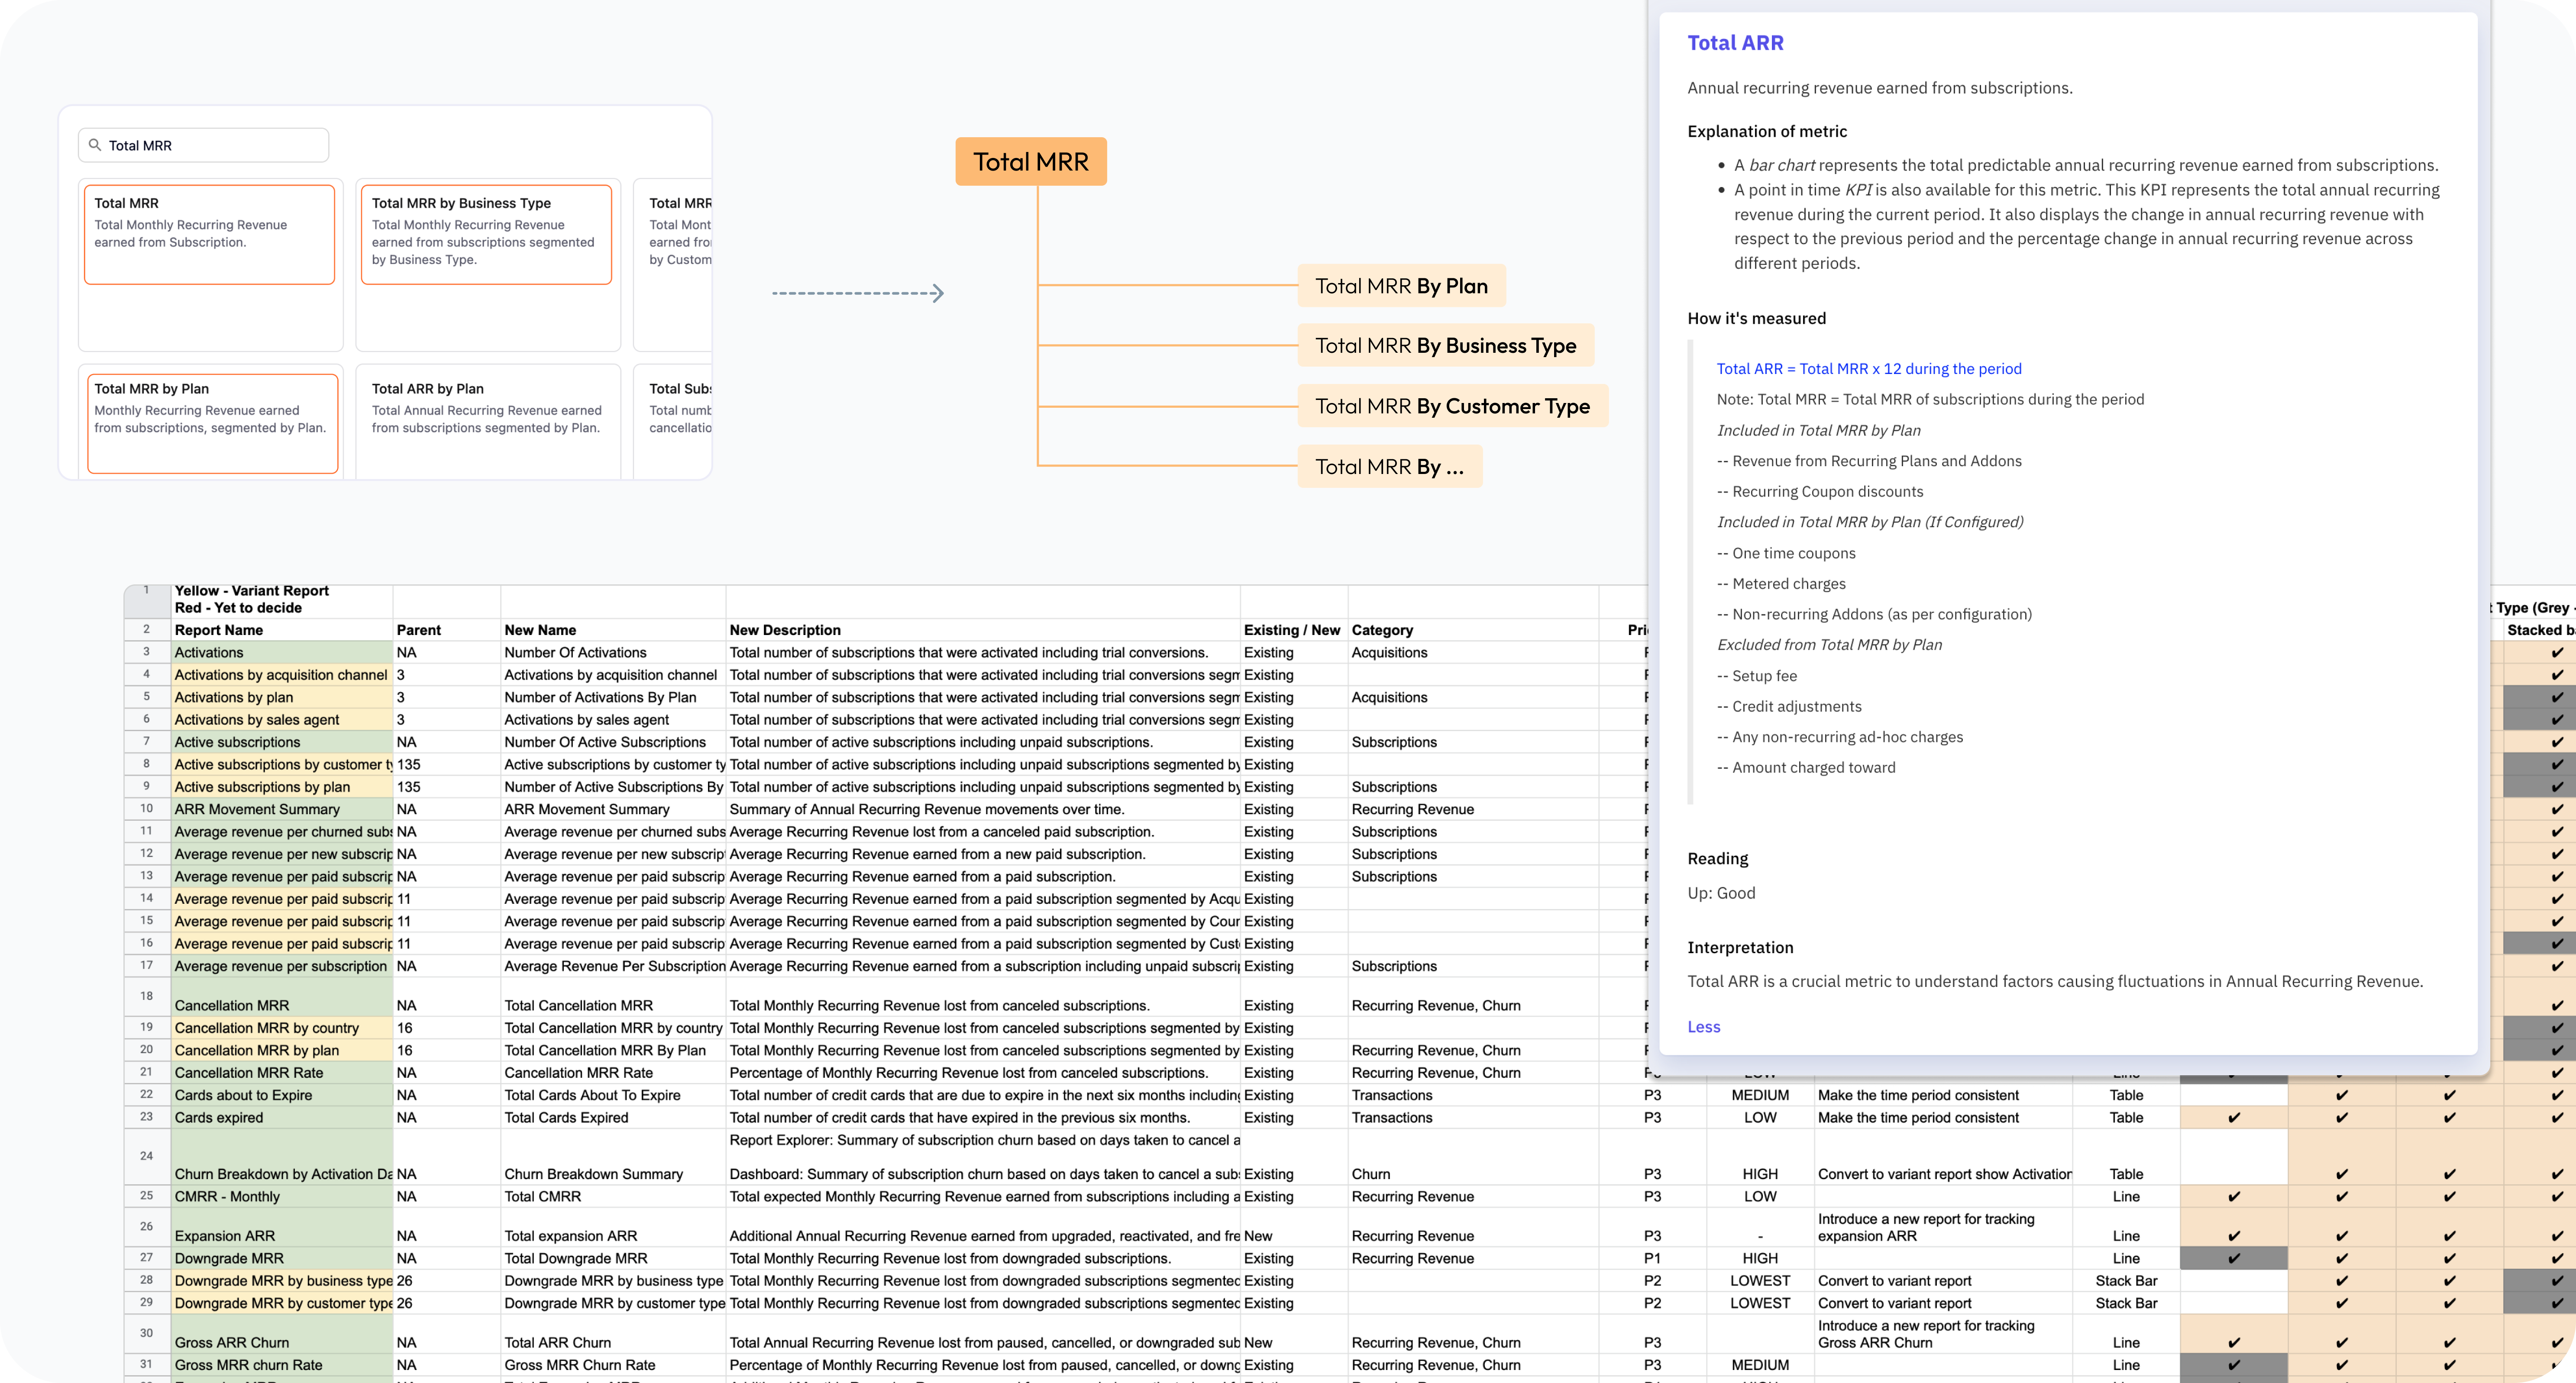 Total MRR
Total MRR
Total Monthly Recurring Revenue
earned from Subscription.
Total MRR by Business Type
Total Monthly Recurring Revenue
earned from subscriptions segmented
by Business Type.
Total MRR
Total Mont
earned fro
by Custom
Total MRR by Plan
Monthly Recurring Revenue earned
from subscriptions, segmented by Plan.
Total ARR by Plan
Total Annual Recurring Revenue earned
from subscriptions segmented by Plan.
Total Subs
Total numb
cancellatio
Total MRR
Total MRR By Plan
Total MRR By Business Type
Total MRR By Customer Type
Total MRR By ...
Total ARR
Annual recurring revenue earned from subscriptions.
Explanation of metric
• A bar chart represents the total predictable annual recurring revenue earned from subscriptions.
• A point in time KPI is also available for this metric. This KPI represents the total annual recurring
revenue during the current period. It also displays the change in annual recurring revenue with
respect to the previous period and the percentage change in annual recurring revenue across
different periods.
How it's measured
Total ARR = Total MRR x 12 during the period
Note: Total MRR = Total MRR of subscriptions during the period
Included in Total MRR by Plan
-- Revenue from Recurring Plans and Addons
-- Recurring Coupon discounts
Included in Total MRR by Plan (If Configured)
-- One time coupons
-- Metered charges
-- Non-recurring Addons (as per configuration)
Excluded from Total MRR by Plan
-- Setup fee
-- Credit adjustments
-- Any non-recurring ad-hoc charges
-- Amount charged toward
Reading
Up: Good
Interpretation
Total ARR is a crucial metric to understand factors causing fluctuations in Annual Recurring Revenue.
Less
1 Yellow - Variant Report
Red - Yet to decide
t Type (Grey -
2 Report Name Parent New Name New Description Existing / New Category Pri Stacked b
3 Activations NA Number Of Activations Total number of subscriptions that were activated including trial conversions. Existing Acquisitions ✔
4 Activations by acquisition channel 3 Activations by acquisition channel Total number of subscriptions that were activated including trial conversions segm Existing ✔
5 Activations by plan 3 Number of Activations By Plan Total number of subscriptions that were activated including trial conversions segm Existing Acquisitions ✔
6 Activations by sales agent 3 Activations by sales agent Total number of subscriptions that were activated including trial conversions segm Existing ✔
7 Active subscriptions NA Number Of Active Subscriptions Total number of active subscriptions including unpaid subscriptions. Existing Subscriptions ✔
8 Active subscriptions by customer ty 135 Active subscriptions by customer ty Total number of active subscriptions including unpaid subscriptions segmented by Existing ✔
9 Active subscriptions by plan 135 Number of Active Subscriptions By Total number of active subscriptions including unpaid subscriptions segmented by Existing Subscriptions ✔
10 ARR Movement Summary NA ARR Movement Summary Summary of Annual Recurring Revenue movements over time. Existing Recurring Revenue ✔
11 Average revenue per churned subs NA Average revenue per churned subs Average Recurring Revenue lost from a canceled paid subscription. Existing Subscriptions ✔
12 Average revenue per new subscrip NA Average revenue per new subscrip Average Recurring Revenue earned from a new paid subscription. Existing Subscriptions ✔
13 Average revenue per paid subscrip NA Average revenue per paid subscrip Average Recurring Revenue earned from a paid subscription. Existing Subscriptions ✔
14 Average revenue per paid subscrip 11 Average revenue per paid subscrip Average Recurring Revenue earned from a paid subscription segmented by Acqu Existing ✔
15 Average revenue per paid subscrip 11 Average revenue per paid subscrip Average Recurring Revenue earned from a paid subscription segmented by Cour Existing ✔
16 Average revenue per paid subscrip 11 Average revenue per paid subscrip Average Recurring Revenue earned from a paid subscription segmented by Cust Existing ✔
17 Average revenue per subscription NA Average Revenue Per Subscription Average Recurring Revenue earned from a subscription including unpaid subscrip Existing Subscriptions ✔
18 Cancellation MRR NA Total Cancellation MRR Total Monthly Recurring Revenue lost from canceled subscriptions. Existing Recurring Revenue, Churn ✔
19 Cancellation MRR by country 16 Total Cancellation MRR by country Total Monthly Recurring Revenue lost from canceled subscriptions segmented by Existing ✔
20 Cancellation MRR by plan 16 Total Cancellation MRR By Plan Total Monthly Recurring Revenue lost from canceled subscriptions segmented by Existing Recurring Revenue, Churn ✔
21 Cancellation MRR Rate NA Cancellation MRR Rate Percentage of Monthly Recurring Revenue lost from canceled subscriptions. Existing Recurring Revenue, Churn ✔
22 Cards about to Expire NA Total Cards About To Expire Total number of credit cards that are due to expire in the next six months including Existing Transactions P3 MEDIUM Make the time period consistent Table ✔ ✔ ✔
23 Cards expired NA Total Cards Expired Total number of credit cards that have expired in the previous six months. Existing Transactions P3 LOW Make the time period consistent Table ✔ ✔ ✔ ✔
Report Explorer: Summary of subscription churn based on days taken to cancel a
24 Churn Breakdown by Activation Da NA Churn Breakdown Summary Dashboard: Summary of subscription churn based on days taken to cancel a sub Existing Churn P3 HIGH Convert to variant report show Activation Table ✔ ✔ ✔
25 CMRR - Monthly NA Total CMRR Total expected Monthly Recurring Revenue earned from subscriptions including a Existing Recurring Revenue P3 LOW Line ✔ ✔ ✔ ✔
Introduce a new report for tracking
26 Expansion ARR NA Total expansion ARR Additional Annual Recurring Revenue earned from upgraded, reactivated, and fre New Recurring Revenue P3 - expansion ARR Line ✔ ✔ ✔ ✔
27 Downgrade MRR NA Total Downgrade MRR Total Monthly Recurring Revenue lost from downgraded subscriptions. Existing Recurring Revenue P1 HIGH Line ✔ ✔ ✔ ✔
28 Downgrade MRR by business type 26 Downgrade MRR by business type Total Monthly Recurring Revenue lost from downgraded subscriptions segmented Existing P2 LOWEST Convert to variant report Stack Bar ✔ ✔ ✔
29 Downgrade MRR by customer type 26 Downgrade MRR by customer type Total Monthly Recurring Revenue lost from downgraded subscriptions segmented Existing P2 LOWEST Convert to variant report Stack Bar ✔ ✔ ✔
Introduce a new report for tracking
30 Gross ARR Churn NA Total ARR Churn Total Annual Recurring Revenue lost from paused, cancelled, or downgraded sub New Recurring Revenue, Churn P3 Gross ARR Churn Line ✔ ✔ ✔ ✔
31 Gross MRR churn Rate NA Gross MRR Churn Rate Percentage of Monthly Recurring Revenue lost from paused, cancelled, or downg Existing Recurring Revenue, Churn P3 MEDIUM Line ✔ ✔ ✔